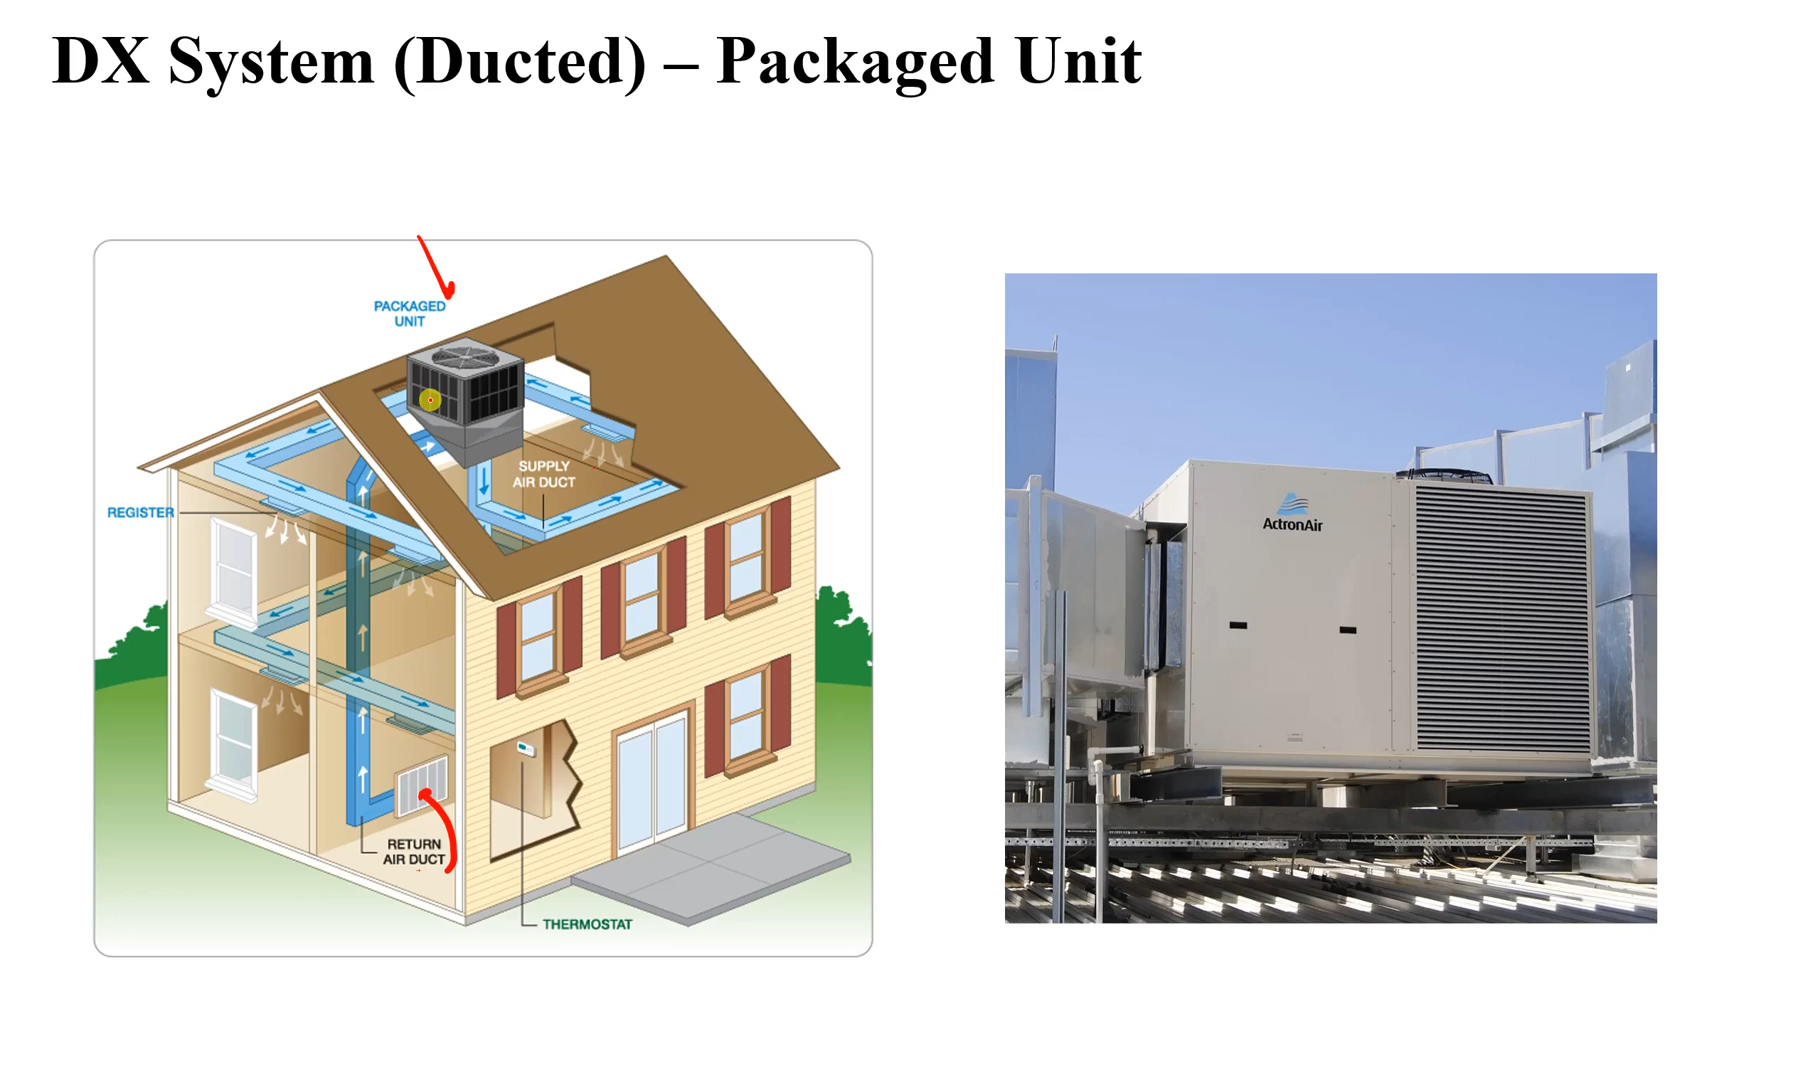 DX System (Ducted) – Packaged Unit
PACKAGED
UNIT
SUPPLY
AIR DUCT
REGISTER
RETURN
AIR DUCT
THERMOSTAT
ActronAir